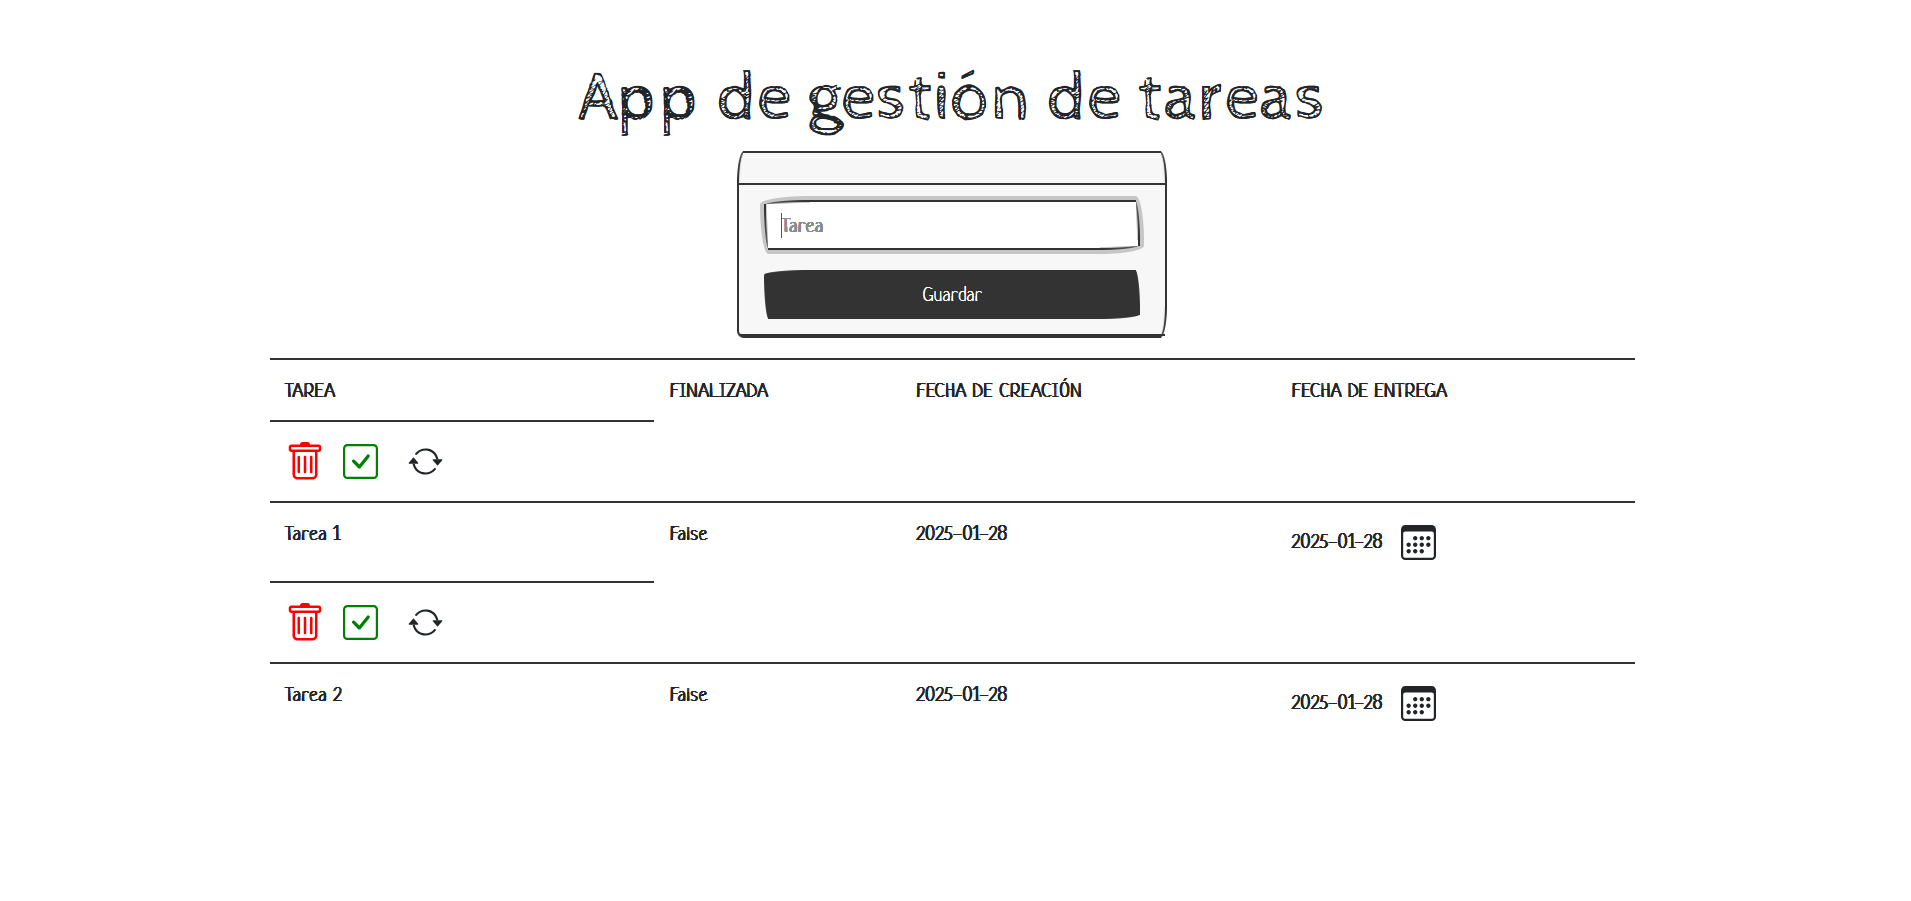 App de gestión de tareas
Tarea
Guardar
TAREA FINALIZADA FECHA DE CREACIÓN FECHA DE ENTREGA
Tarea 1 False 2025-01-28 2025-01-28
Tarea 2 False 2025-01-28 2025-01-28